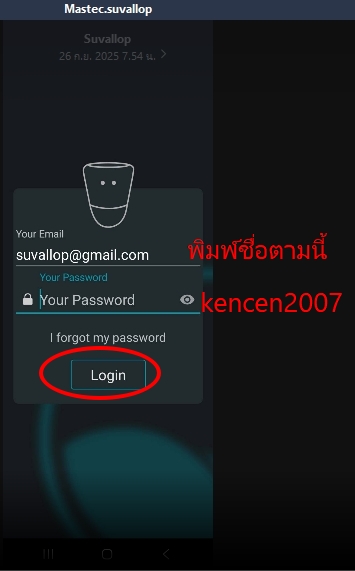 Mastec.suvallop
Suvallop
26 ก.ย. 2025 7.54 น.
Your Email
suvallop@gmail.com
พิมพ์ชื่อตามนี้
Your Password
Your Password
kencen2007
I forgot my password
Login